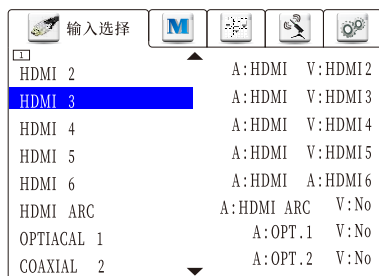 输入选择 M
1
HDMI 2 A:HDMI V:HDMI2
HDMI 3 A:HDMI V:HDMI3
HDMI 4 A:HDMI V:HDMI4
HDMI 5 A:HDMI V:HDMI5
HDMI 6 A:HDMI A:HDMI6
HDMI ARC A:HDMI ARC V:No
OPTIACAL 1 A:OPT.1 V:No
COAXIAL 2 A:OPT.2 V:No